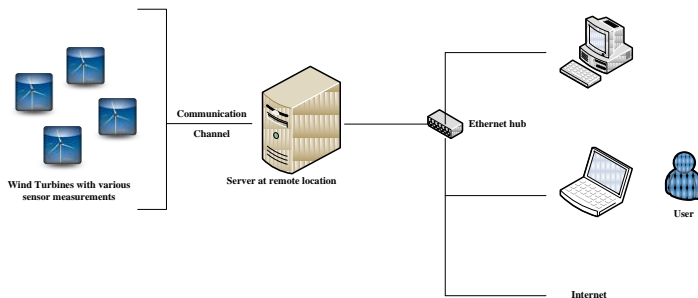 Communication
Channel
Wind Turbines with various
sensor measurements
Server at remote location
Ethernet hub
User
Internet